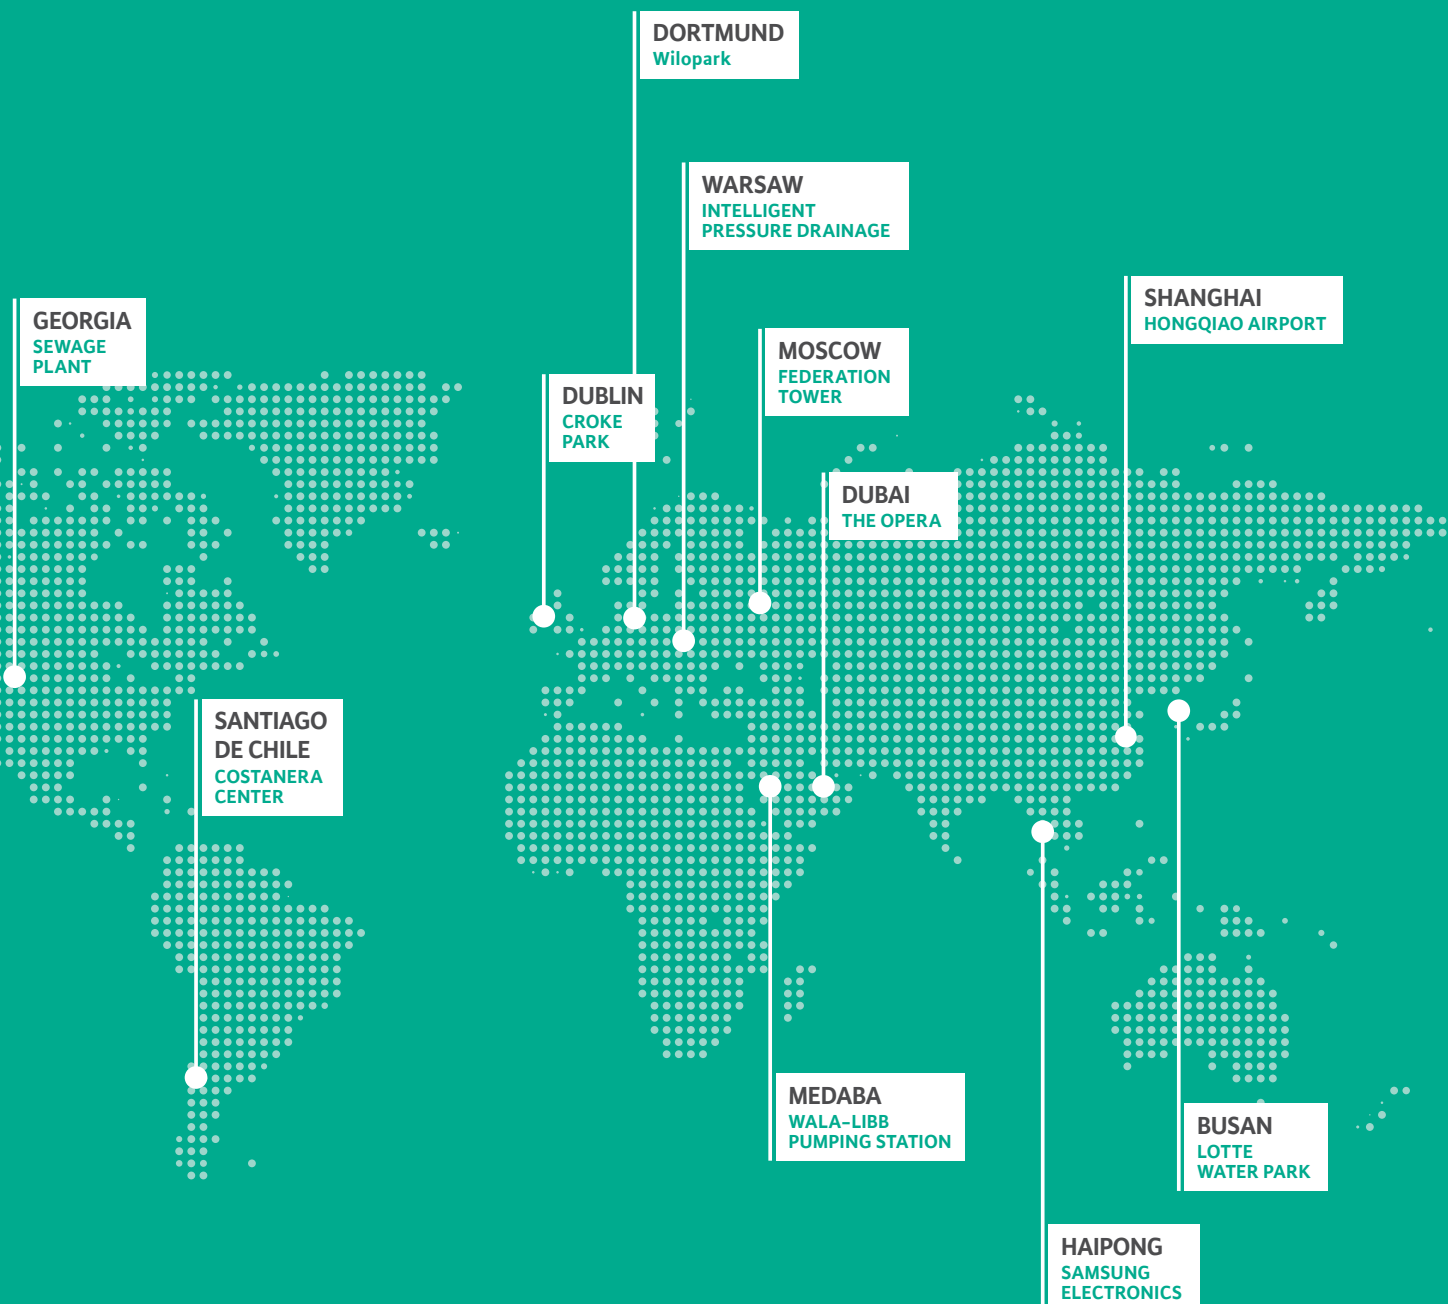 DORTMUND
Wilopark
WARSAW
INTELLIGENT
PRESSURE DRAINAGE
SHANGHAI
HONGQIAO AIRPORT
GEORGIA
SEWAGE
PLANT
MOSCOW
FEDERATION
TOWER
DUBLIN
CROKE
PARK
DUBAI
THE OPERA
SANTIAGO
DE CHILE
COSTANERA
CENTER
MEDABA
WALA–LIBB
PUMPING STATION
BUSAN
LOTTE
WATER PARK
HAIPONG
SAMSUNG
ELECTRONICS